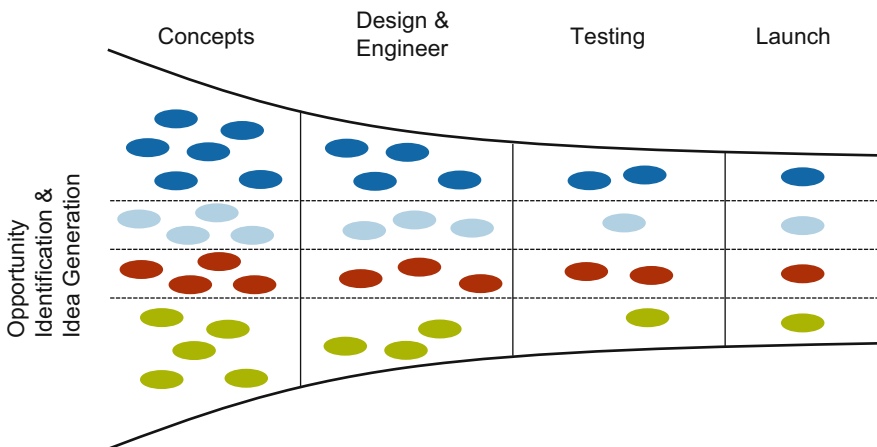 Concepts
Design &
Engineer
Testing
Launch
Opportunity
Identification &
Idea Generation